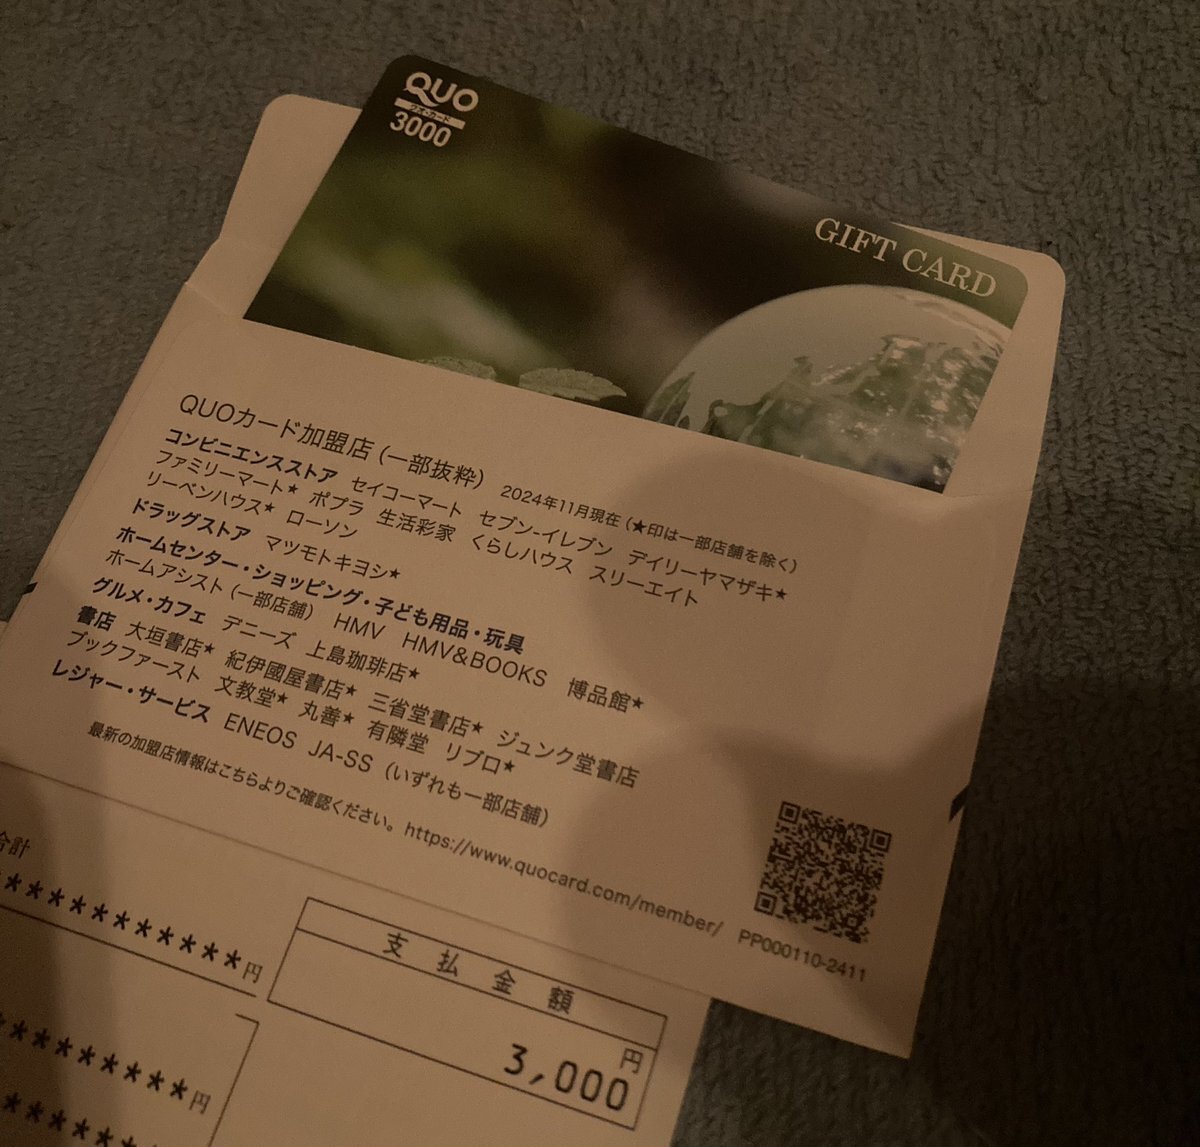 QUO
クオ・カード
3000
GIFT CARD
QUOカード加盟店 (一部抜粋) 2024年11月現在 (★印は一部店舗を除く)
コンビニエンスストア セイコーマート セブン-イレブン デイリーヤマザキ★
ファミリーマート★ ポプラ 生活彩家 くらしハウス スリーエイト
リーベンハウス★ ローソン
ドラッグストア マツモトキヨシ★
ホームセンター・ショッピング・子ども用品・玩具
ホームアシスト (一部店舗) HMV HMV&BOOKS 博品館★
グルメ・カフェ デニーズ 上島珈琲店★
書店 大垣書店★ 紀伊國屋書店★ 三省堂書店★ ジュンク堂書店
ブックファースト 文教堂★ 丸善★ 有隣堂 リブロ★
レジャー・サービス ENEOS JA-SS (いずれも一部店舗)
最新の加盟店情報はこちらよりご確認ください。 https://www.quocard.com/member/ PP000110-2411
合計
***********円
支払金額
円
3,000
*********円